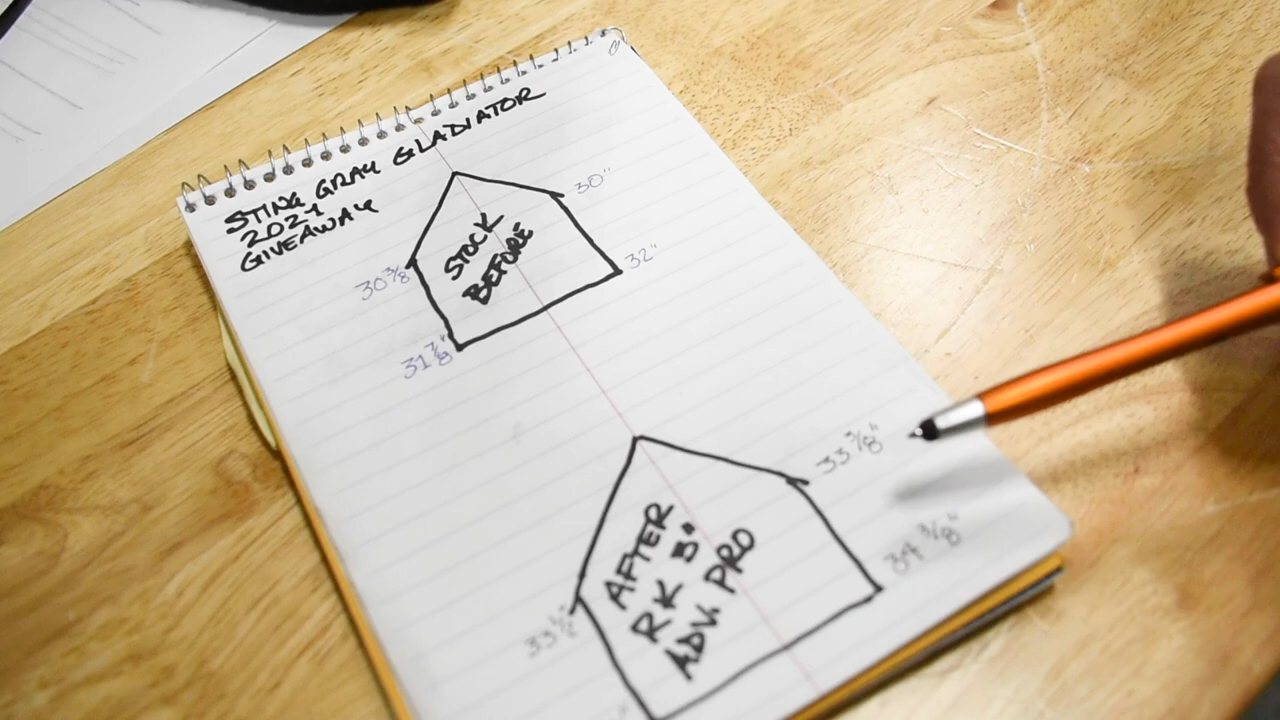 STING GRAY GLADIATOR
2021
GIVEAWAY
STOCK
BEFORE
30"
30 3/8
32"
31 7/8
AFTER
RK 3"
ADV. PRO
33 3/8"
33 1/2"
34 3/8"